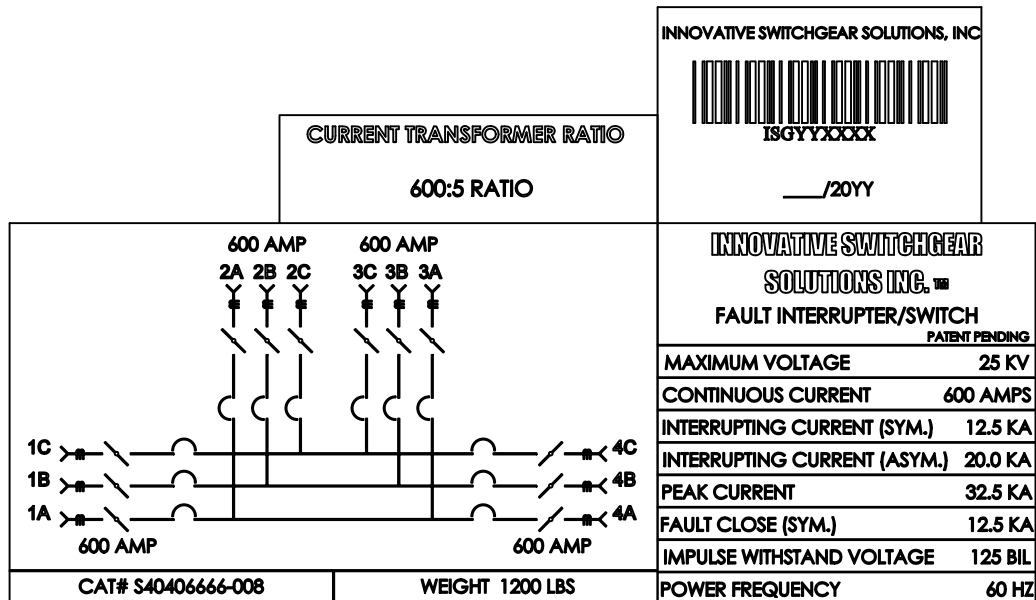 INNOVATIVE SWITCHGEAR SOLUTIONS, INC
ISGYYXXXX
____/20YY
CURRENT TRANSFORMER RATIO
600:5 RATIO
600 AMP 600 AMP
2A 2B 2C 3C 3B 3A
1C 4C
1B 4B
1A 4A
600 AMP 600 AMP
CAT# S40406666-008 WEIGHT 1200 LBS
INNOVATIVE SWITCHGEAR
SOLUTIONS INC. ™
FAULT INTERRUPTER/SWITCH
PATENT PENDING
MAXIMUM VOLTAGE 25 KV
CONTINUOUS CURRENT 600 AMPS
INTERRUPTING CURRENT (SYM.) 12.5 KA
INTERRUPTING CURRENT (ASYM.) 20.0 KA
PEAK CURRENT 32.5 KA
FAULT CLOSE (SYM.) 12.5 KA
IMPULSE WITHSTAND VOLTAGE 125 BIL
POWER FREQUENCY 60 HZ